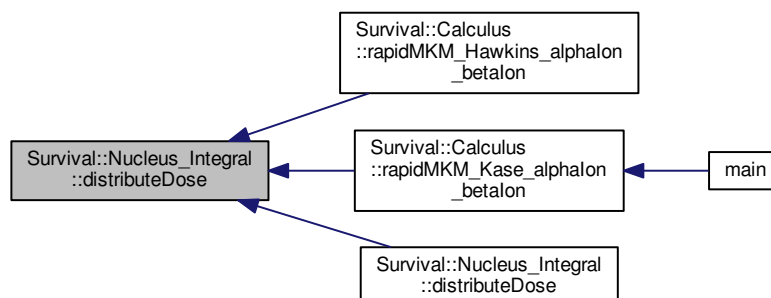 Survival::Calculus
::rapidMKM_Hawkins_alphaIon
_betaIon
Survival::Nucleus_Integral
::distributeDose
Survival::Calculus
::rapidMKM_Kase_alphaIon
_betaIon
main
Survival::Nucleus_Integral
::distributeDose